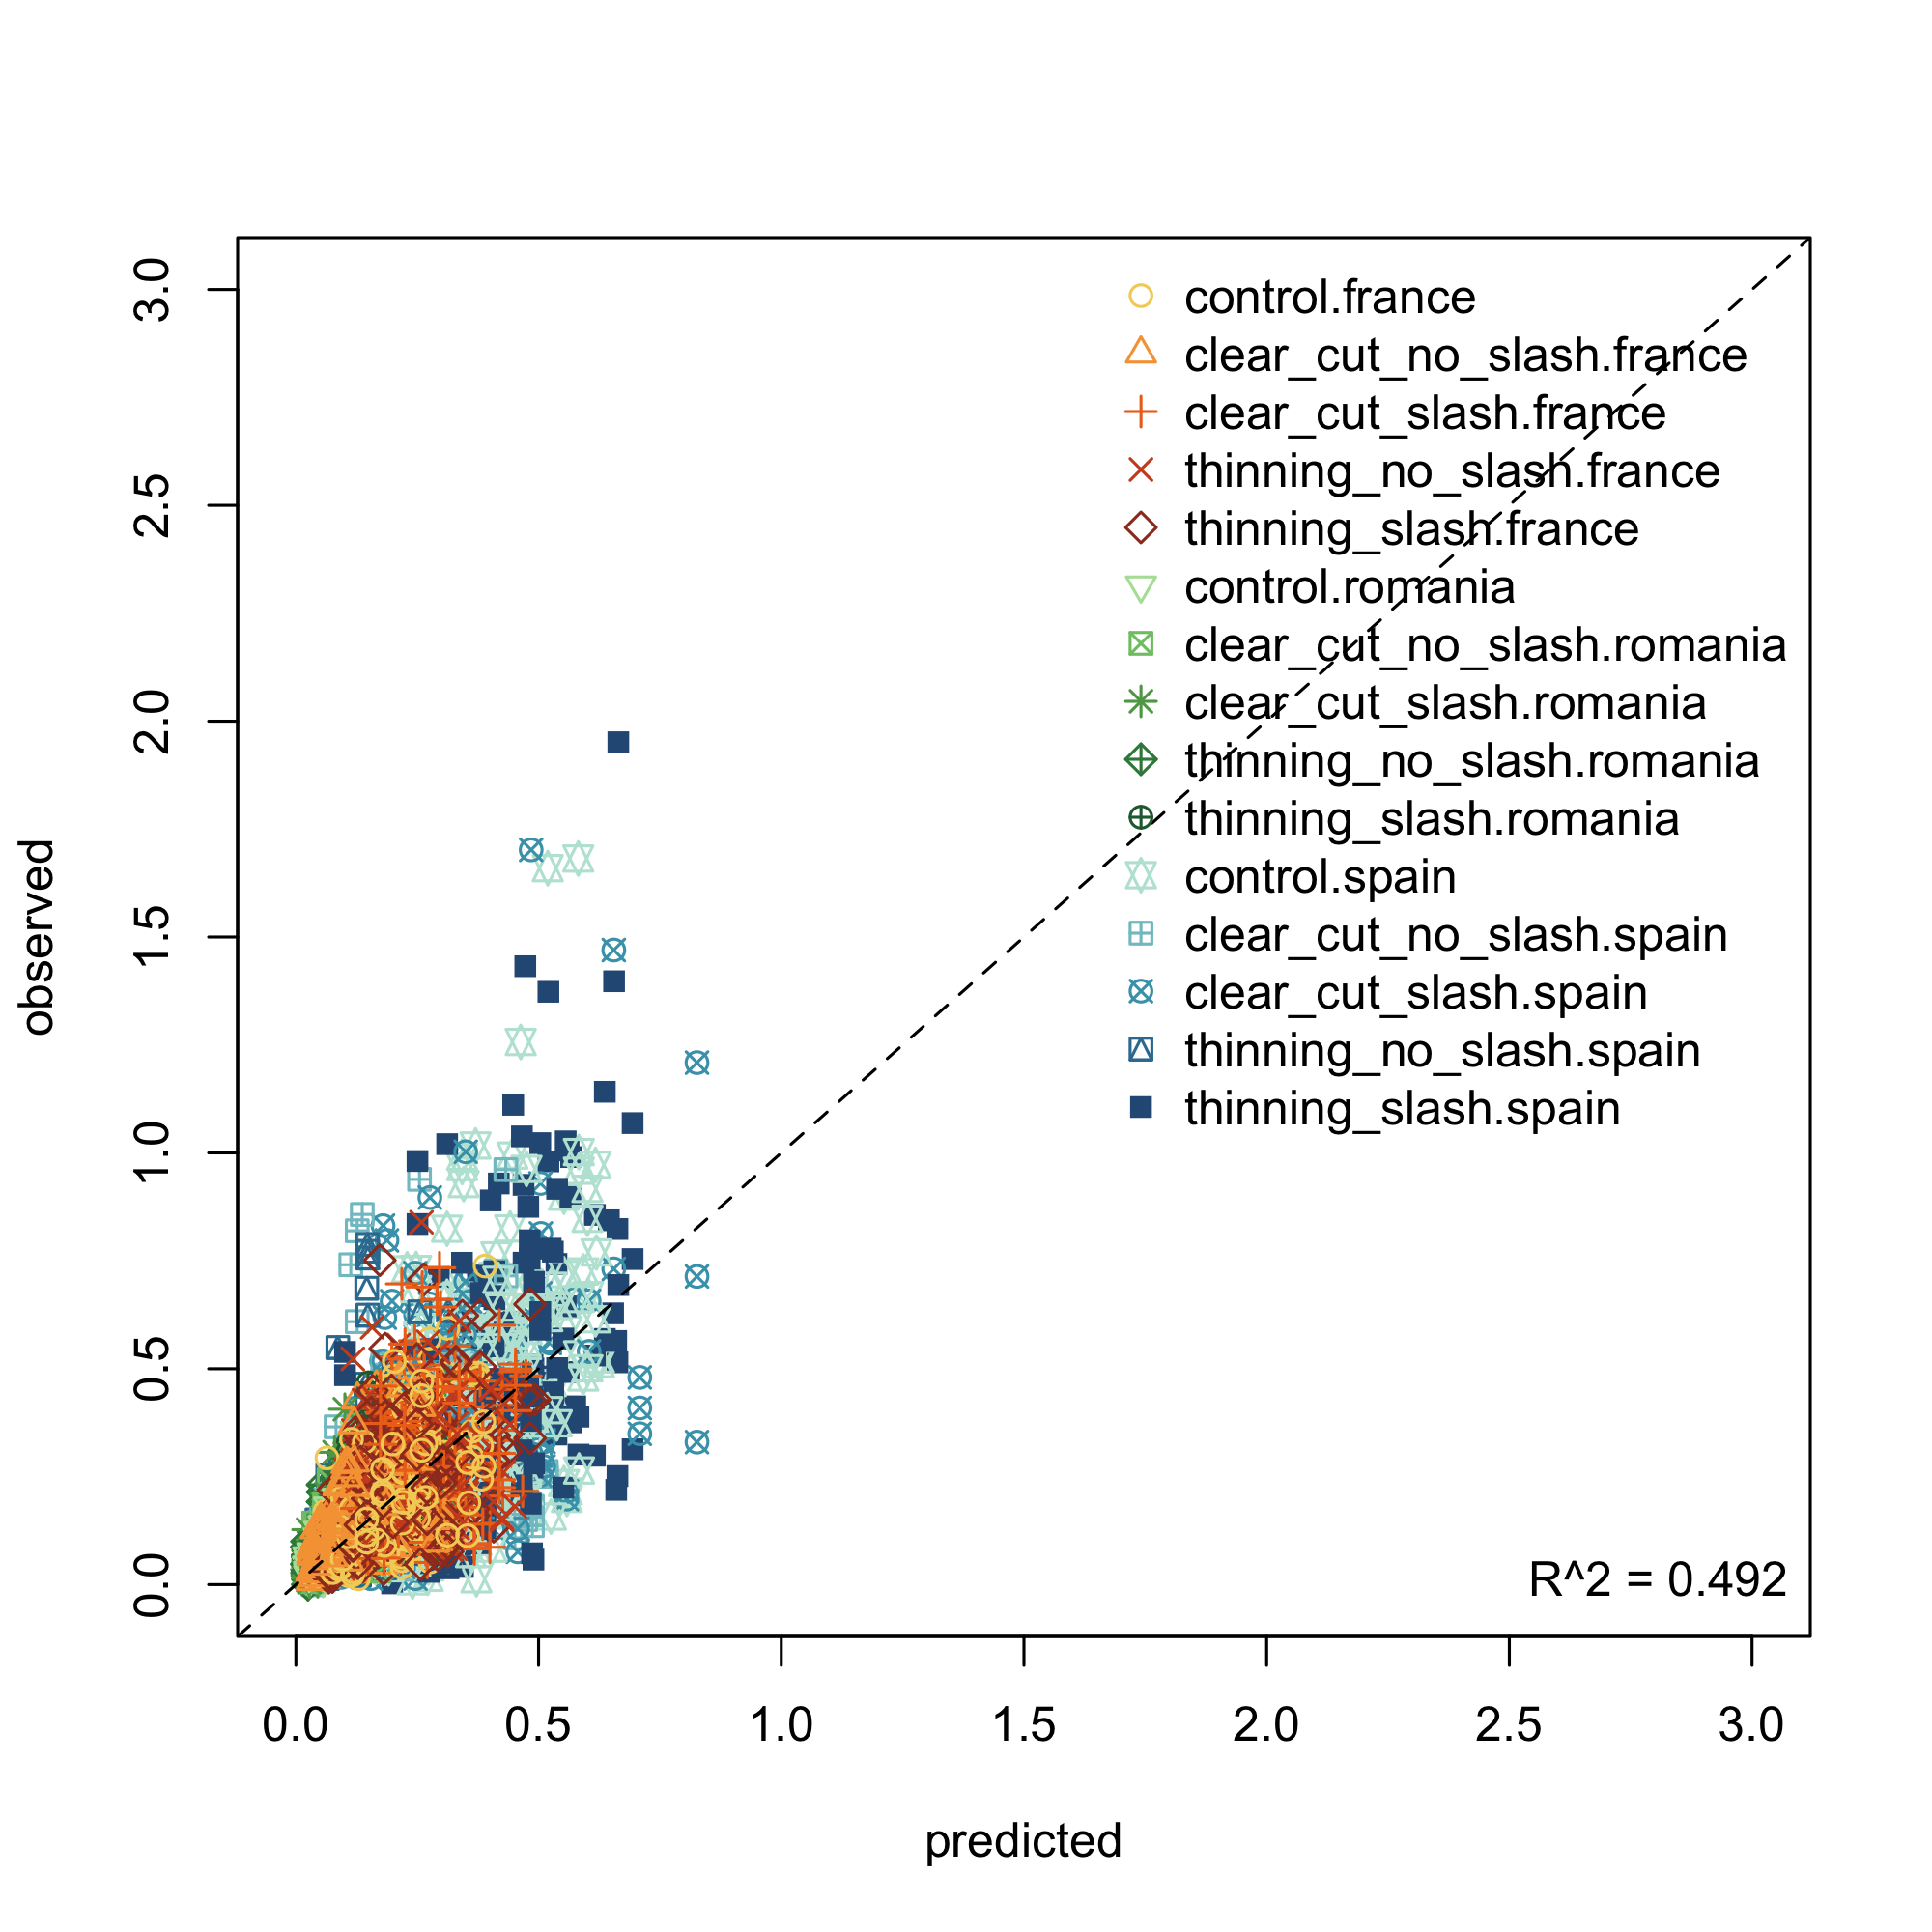 3.0
2.5
2.0
1.5
1.0
0.5
0.0
observed
control.france
clear_cut_no_slash.france
clear_cut_slash.france
thinning_no_slash.france
thinning_slash.france
control.romania
clear_cut_no_slash.romania
clear_cut_slash.romania
thinning_no_slash.romania
thinning_slash.romania
control.spain
clear_cut_no_slash.spain
clear_cut_slash.spain
thinning_no_slash.spain
thinning_slash.spain
R^2 = 0.492
0.0 0.5 1.0 1.5 2.0 2.5 3.0
predicted